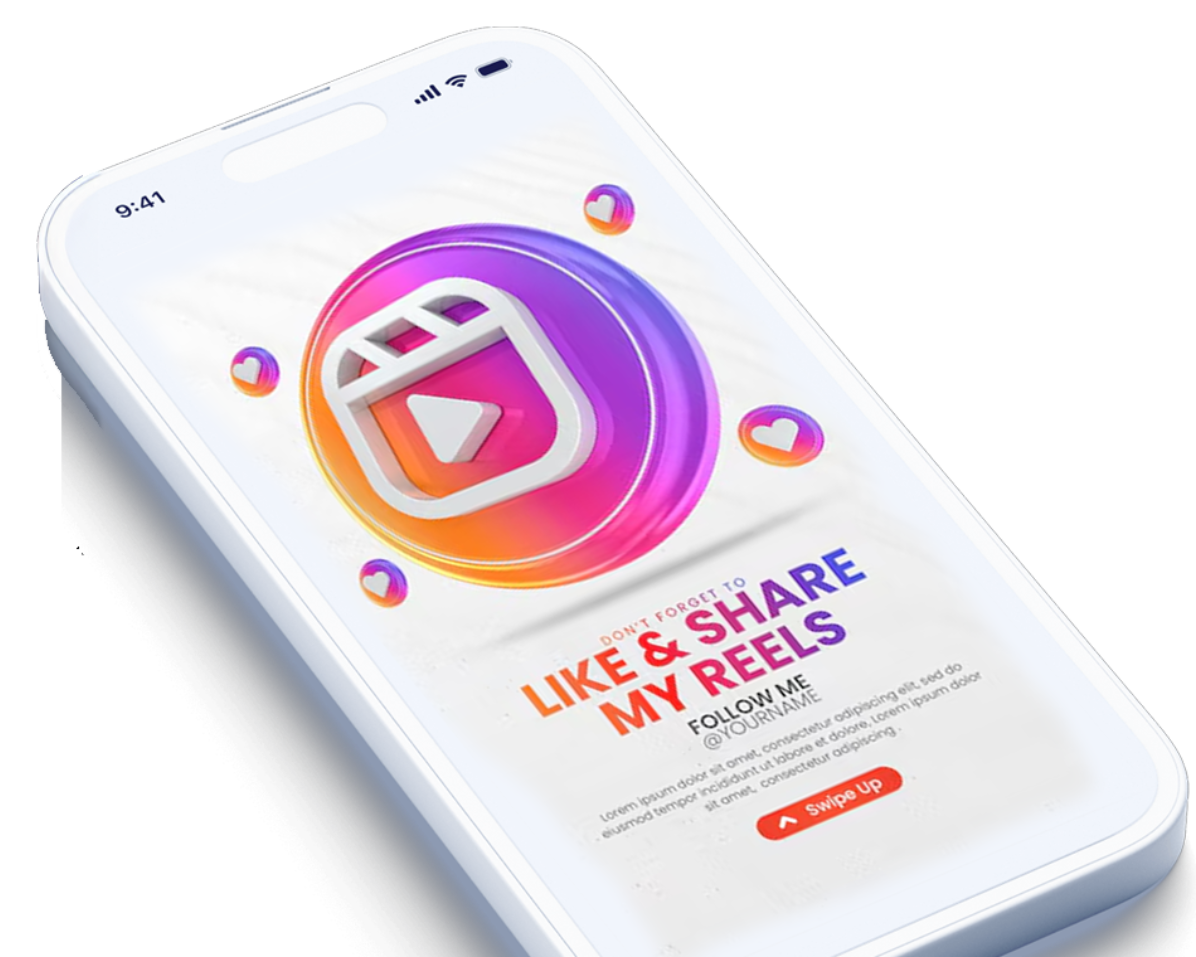 9:41
DON'T FORGET TO
LIKE & SHARE
MY REELS
FOLLOW ME
@YOURNAME
Lorem ipsum dolor sit amet, consectetur adipiscing elit, sed do
eiusmod tempor incididunt ut labore et dolore, Lorem ipsum dolor
sit amet, consectetur adipiscing.
Swipe Up